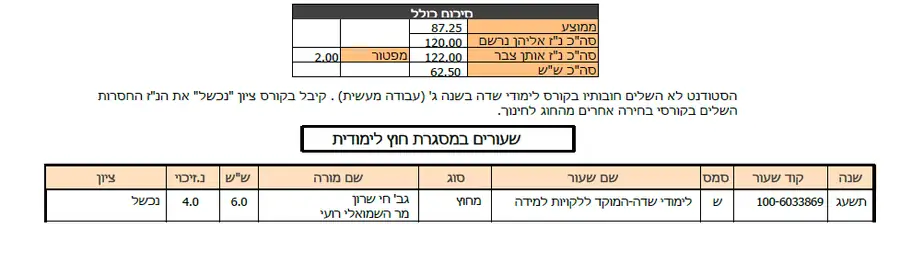 סיכום כולל
ממוצע 87.25
סה"כ נ"ז אליהן נרשם 120.00
סה"כ נ"ז אותן צבר 122.00 מפטור 2.00
סה"כ ש"ש 62.50
הסטודנט לא השלים חובותיו בקורס לימודי שדה בשנה ג' (עבודה מעשית) . קיבל בקורס ציון "נכשל" את הנ"ז החסרות
השלים בקורסי בחירה אחרים מהחוג לחינוך.
שעורים במסגרת חוץ לימודית
שנה קוד שעור סמס שם שעור סוג שם מורה ש"ש נ.זיכוי ציון
תשעג 100-6033869 ש לימודי שדה-המוקד ללקויות למידה מחוץ גב' חי שרון 6.0 4.0 נכשל
מר השמואלי רועי